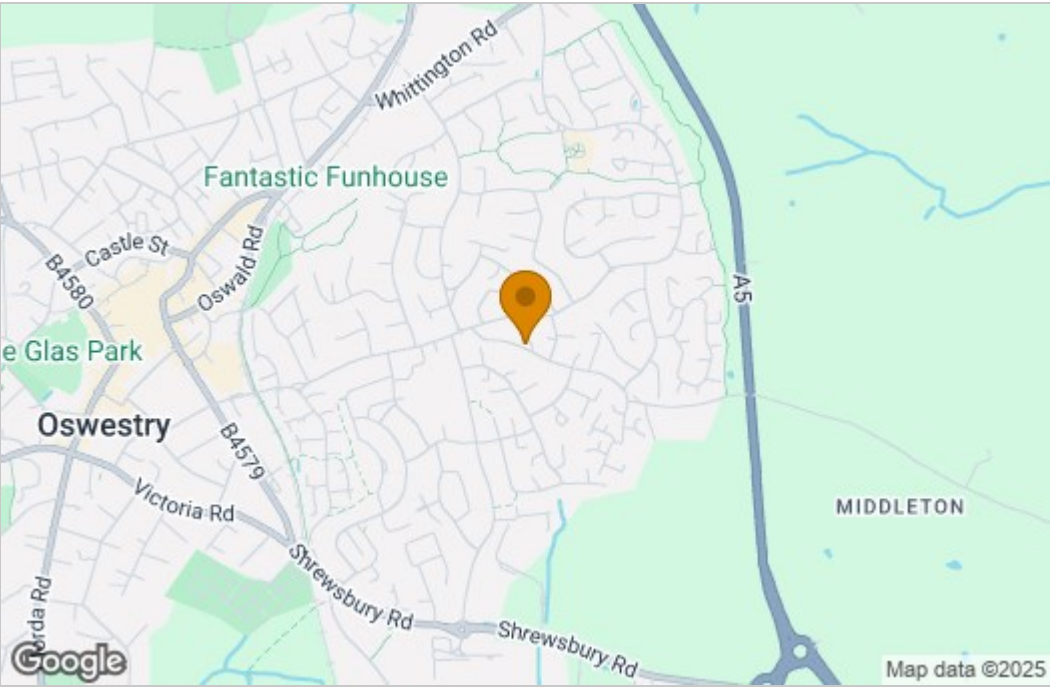 Whittington Rd
Fantastic Funhouse
Castle St
Oswald Rd
B4580
A5
e Glas Park
Oswestry
B4579
Victoria Rd
MIDDLETON
Shrewsbury Rd
Shrewsbury Rd
orda Rd
Google
Map data ©2025